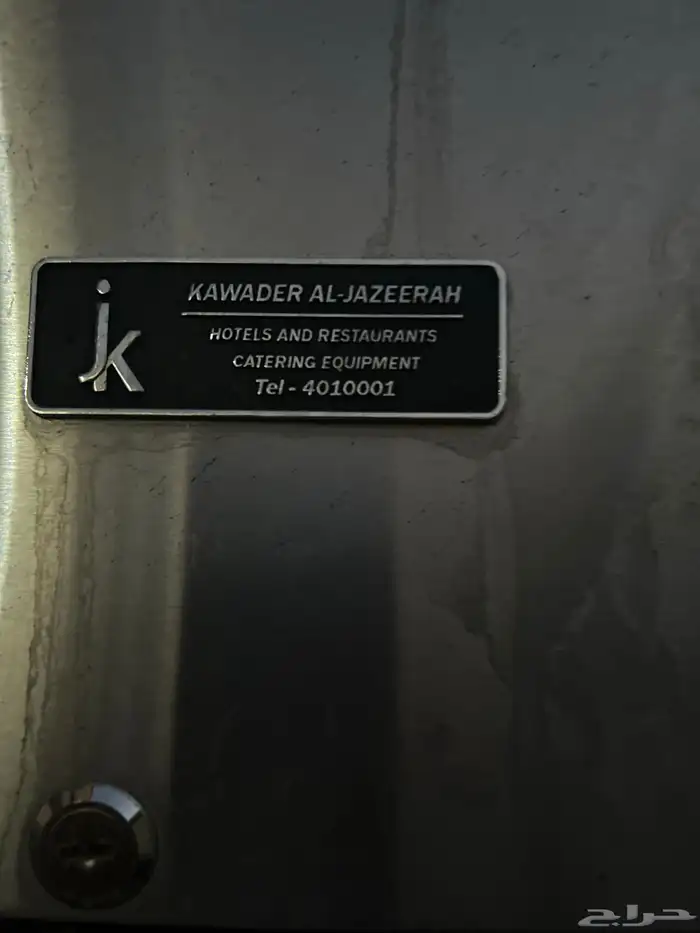 jK
KAWADER AL-JAZEERAH
HOTELS AND RESTAURANTS
CATERING EQUIPMENT
Tel - 4010001
حراج